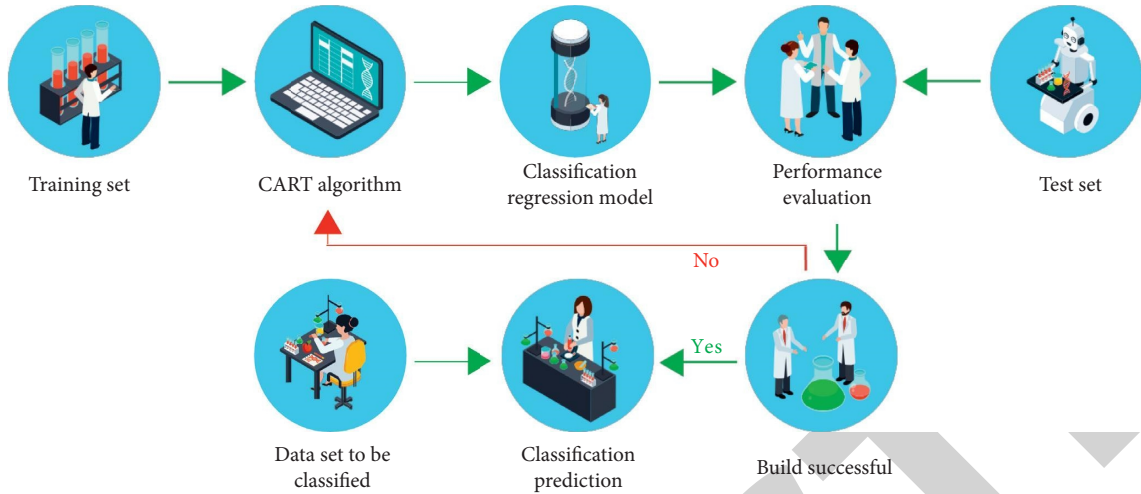 Training set
CART algorithm
Classification
regression model
Performance
evaluation
Test set
No
Yes
Data set to be
classified
Classification
prediction
Build successful